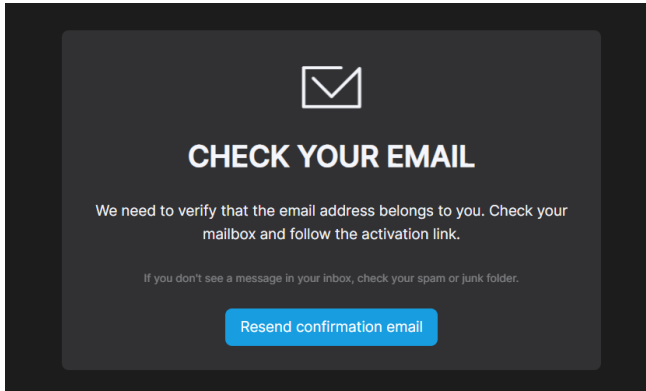 CHECK YOUR EMAIL
We need to verify that the email address belongs to you. Check your
mailbox and follow the activation link.
If you don't see a message in your inbox, check your spam or junk folder.
Resend confirmation email